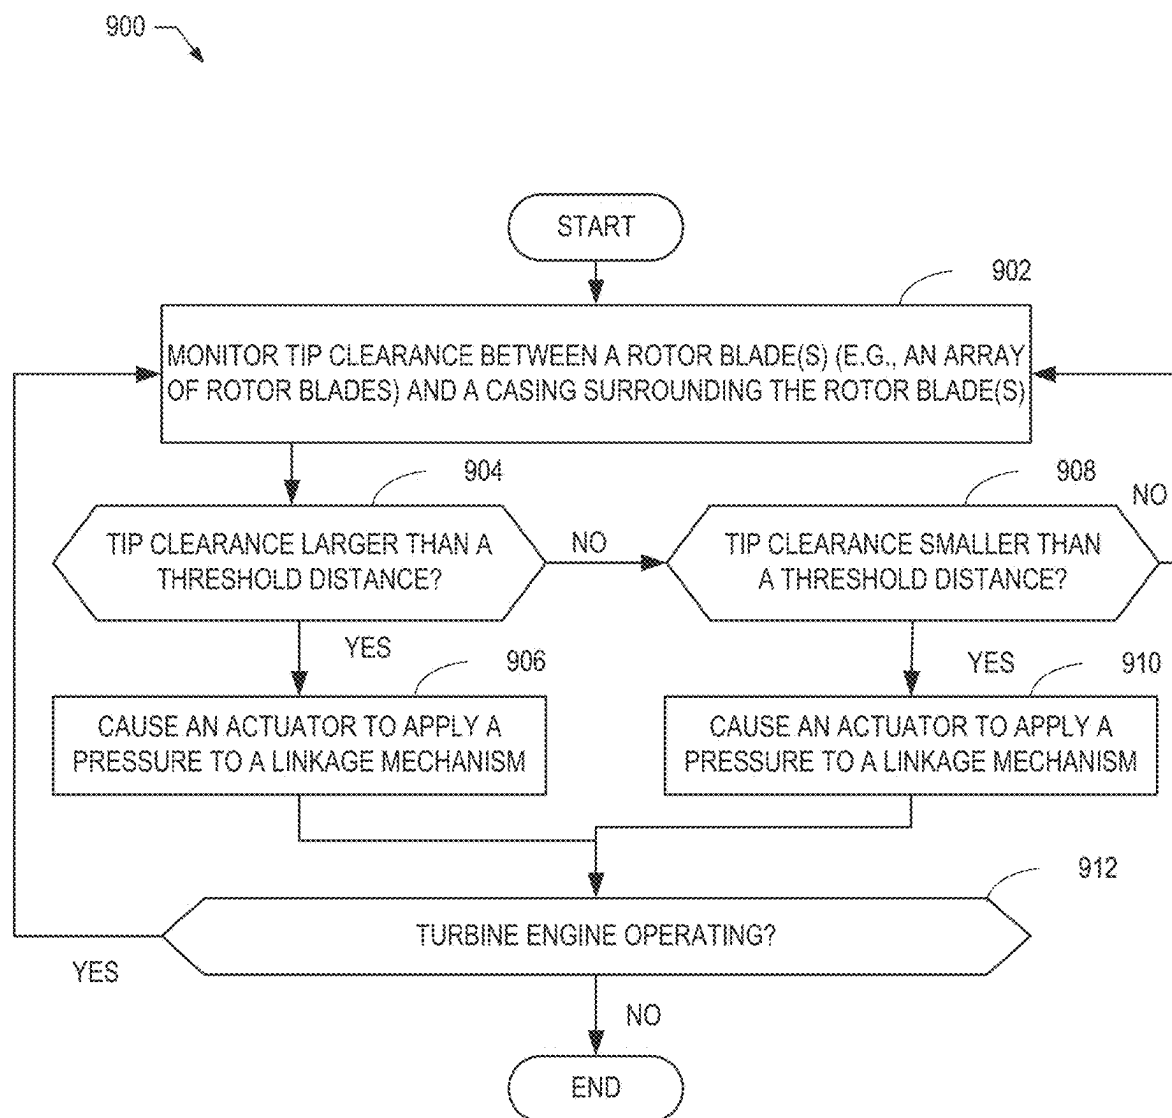 900
START
902
MONITOR TIP CLEARANCE BETWEEN A ROTOR BLADE(S) (E.G., AN ARRAY
OF ROTOR BLADES) AND A CASING SURROUNDING THE ROTOR BLADE(S)
904
908
NO
TIP CLEARANCE LARGER THAN A
THRESHOLD DISTANCE?
NO
TIP CLEARANCE SMALLER THAN
A THRESHOLD DISTANCE?
YES
906
YES
910
CAUSE AN ACTUATOR TO APPLY A
PRESSURE TO A LINKAGE MECHANISM
CAUSE AN ACTUATOR TO APPLY A
PRESSURE TO A LINKAGE MECHANISM
912
TURBINE ENGINE OPERATING?
YES
NO
END